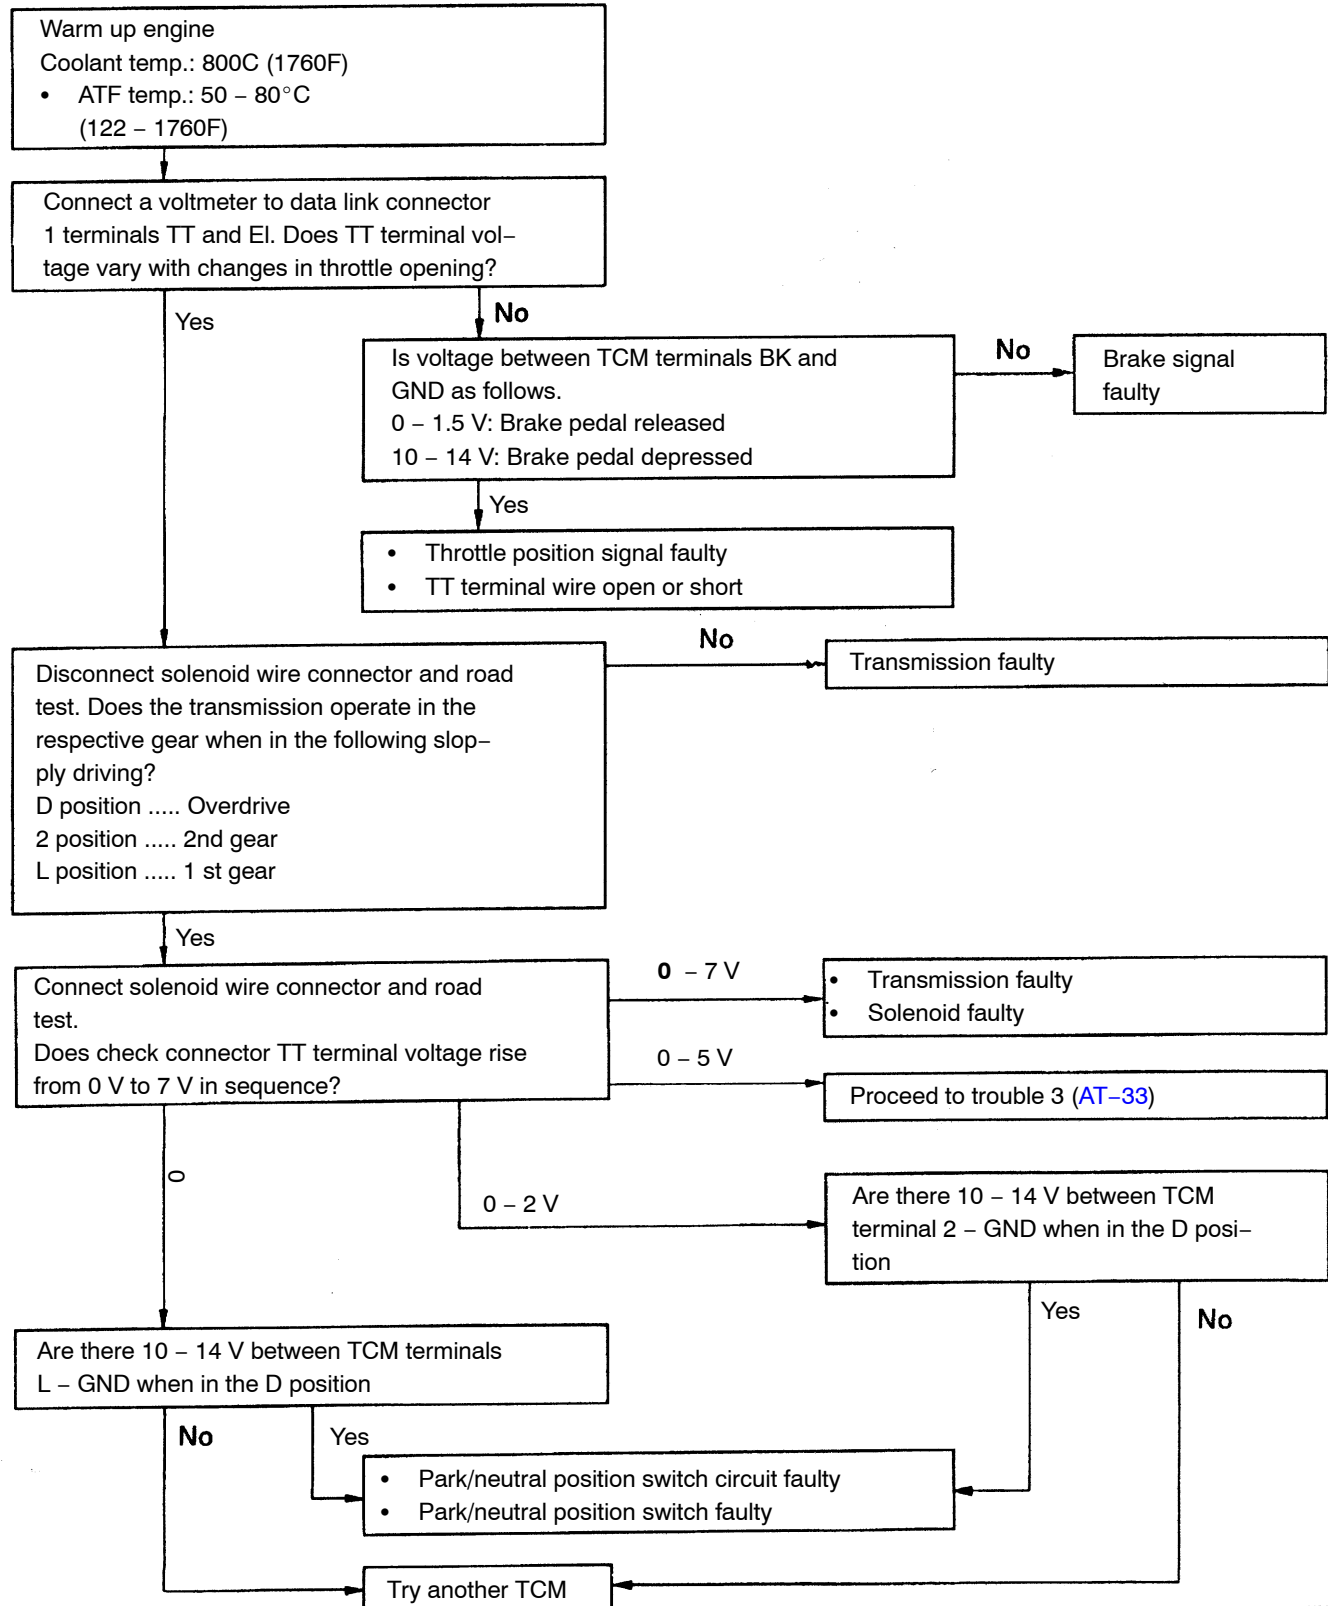 Warm up engine
Coolant temp.: 800C (1760F)
• ATF temp.: 50 – 80°C
(122 – 1760F)
Connect a voltmeter to data link connector
1 terminals TT and El. Does TT terminal vol–
tage vary with changes in throttle opening?
Yes
No
Is voltage between TCM terminals BK and
GND as follows.
0 – 1.5 V: Brake pedal released
10 – 14 V: Brake pedal depressed
No
Brake signal
faulty
Yes
• Throttle position signal faulty
• TT terminal wire open or short
Disconnect solenoid wire connector and road
test. Does the transmission operate in the
respective gear when in the following slop–
ply driving?
D position ..... Overdrive
2 position ..... 2nd gear
L position ..... 1 st gear
No
Transmission faulty
Yes
Connect solenoid wire connector and road
test.
Does check connector TT terminal voltage rise
from 0 V to 7 V in sequence?
0 – 7 V
• Transmission faulty
• Solenoid faulty
0 – 5 V
Proceed to trouble 3 (AT–33)
0
0 – 2 V
Are there 10 – 14 V between TCM
terminal 2 – GND when in the D posi–
tion
Yes
No
Are there 10 – 14 V between TCM terminals
L – GND when in the D position
No
Yes
• Park/neutral position switch circuit faulty
• Park/neutral position switch faulty
Try another TCM